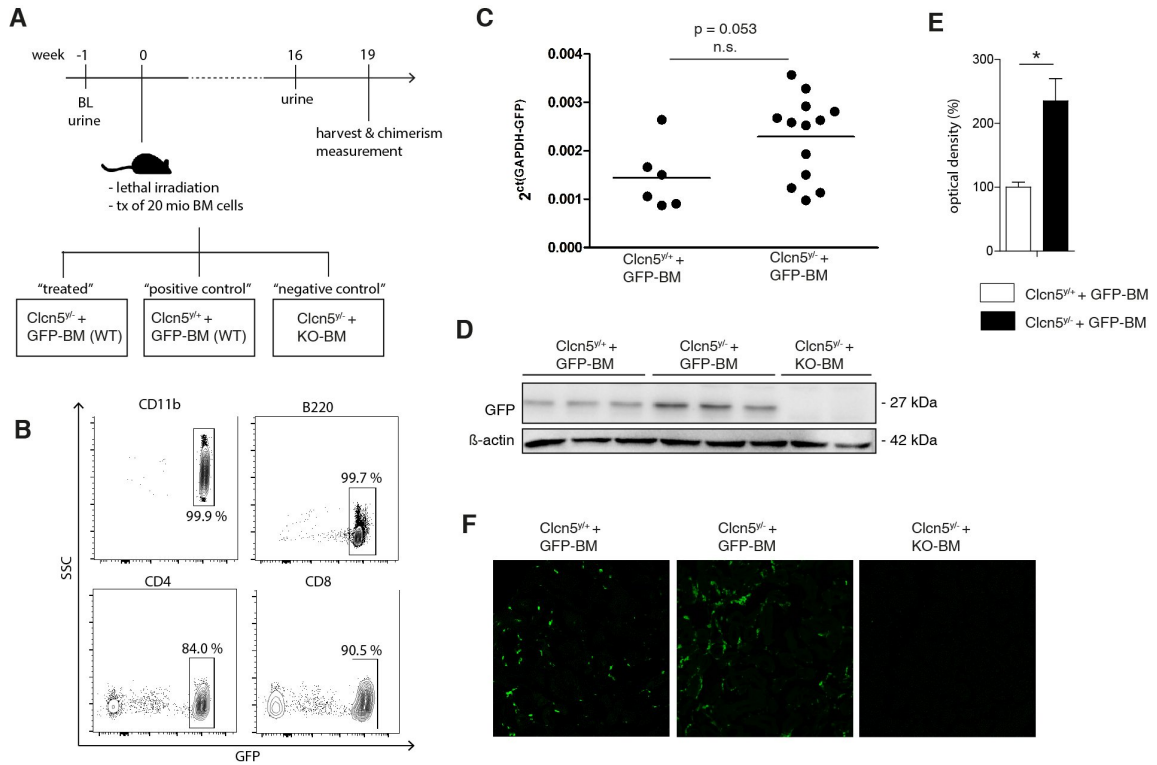 A
week -1 0 16 19
BL
urine
urine
harvest & chimerism
measurement
- lethal irradiation
- tx of 20 mio BM cells
“treated” “positive control” “negative control”
Clcn5y/- +
GFP-BM (WT)
Clcn5y/+ +
GFP-BM (WT)
Clcn5y/- +
KO-BM
B
CD11b
99.9 %
B220
99.7 %
CD4
84.0 %
CD8
90.5 %
SSC
GFP
C
p = 0.053
n.s.
0.004
0.003
0.002
0.001
0.000
2ct(GAPDH-GFP)
Clcn5y/+ +
GFP-BM
Clcn5y/- +
GFP-BM
D
Clcn5y/+ +
GFP-BM
Clcn5y/- +
GFP-BM
Clcn5y/- +
KO-BM
GFP
- 27 kDa
ß-actin
- 42 kDa
E
*
300
200
100
0
optical density (%)
Clcn5y/+ + GFP-BM
Clcn5y/- + GFP-BM
F
Clcn5y/+ +
GFP-BM
Clcn5y/- +
GFP-BM
Clcn5y/- +
KO-BM